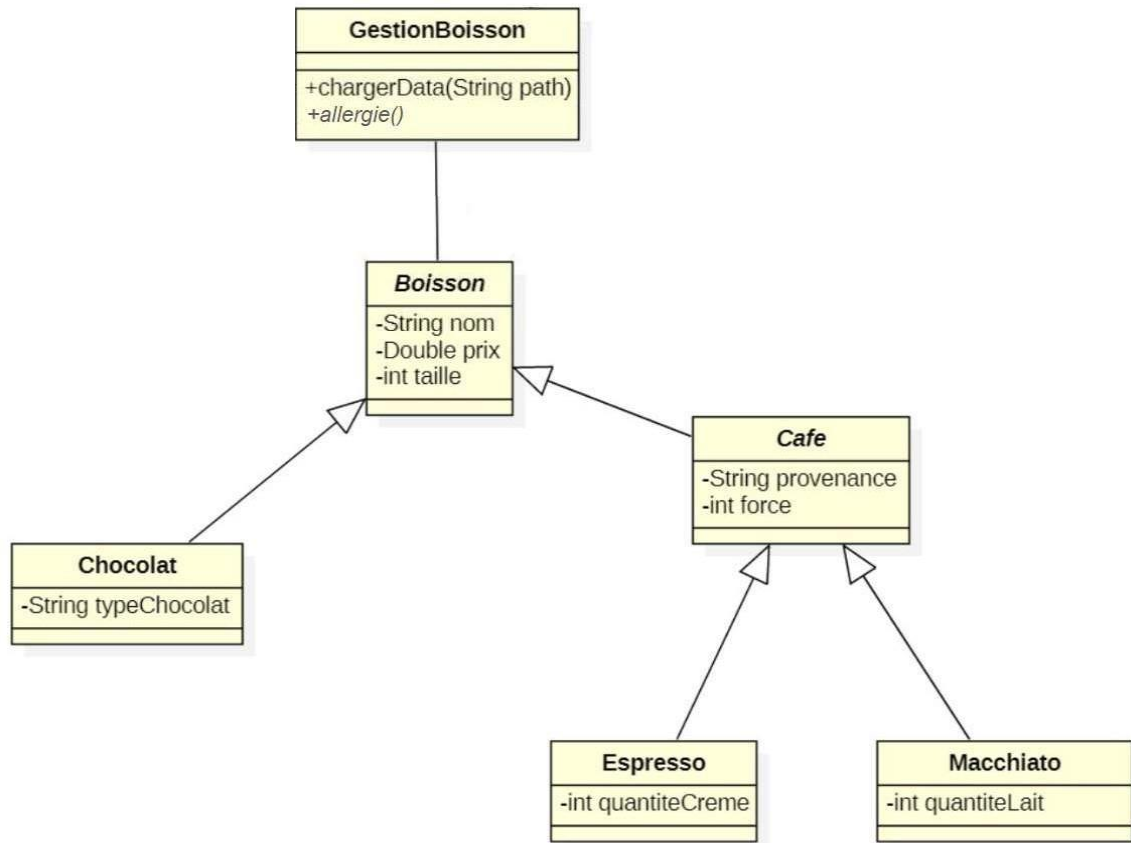 GestionBoisson
+chargerData(String path)
+allergie()
Boisson
-String nom
-Double prix
-int taille
Cafe
-String provenance
-int force
Chocolat
-String typeChocolat
Espresso
-int quantiteCreme
Macchiato
-int quantiteLait